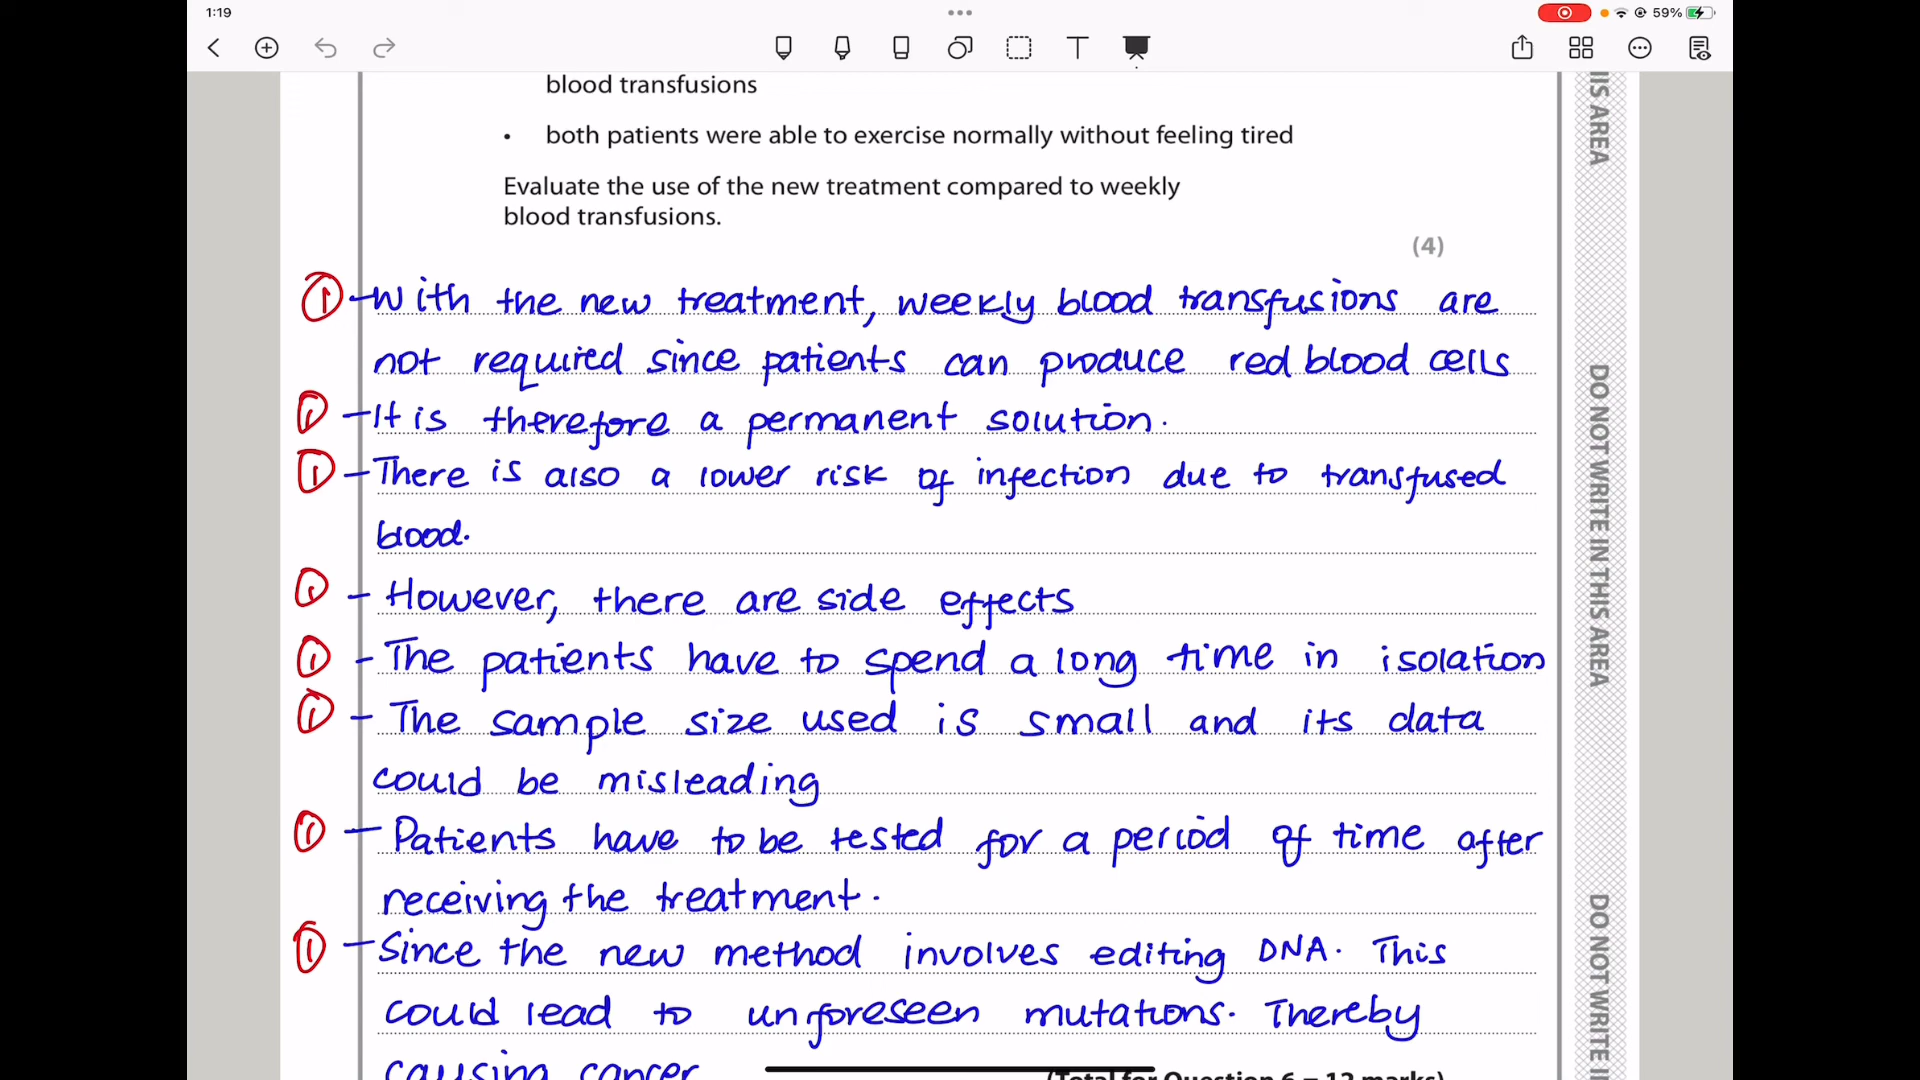 1:19
59%
blood transfusions
• both patients were able to exercise normally without feeling tired
Evaluate the use of the new treatment compared to weekly
blood transfusions.
(4)
① - With the new treatment, weekly blood transfusions are
not required since patients can produce red blood cells
① - It is therefore a permanent solution.
① - There is also a lower risk of infection due to transfused
blood.
① - However, there are side effects
① - The patients have to spend a long time in isolation
① - The sample size used is small and its data
could be misleading
① - Patients have to be tested for a period of time after
receiving the treatment.
① - Since the new method involves editing DNA. This
could lead to unforeseen mutations. Thereby
causing cancer
(Total for Question 6 = 12 marks)
HIS AREA
DO NOT WRITE IN THIS AREA
DO NOT WRITE I